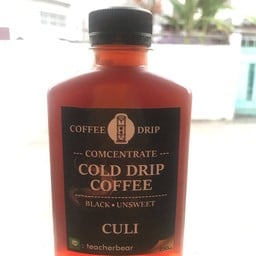 COFFEE DRIP
--- COMCENTRATE ---
COLD DRIP
COFFEE
BLACK • UNSWEET
CULI
: teacherbear